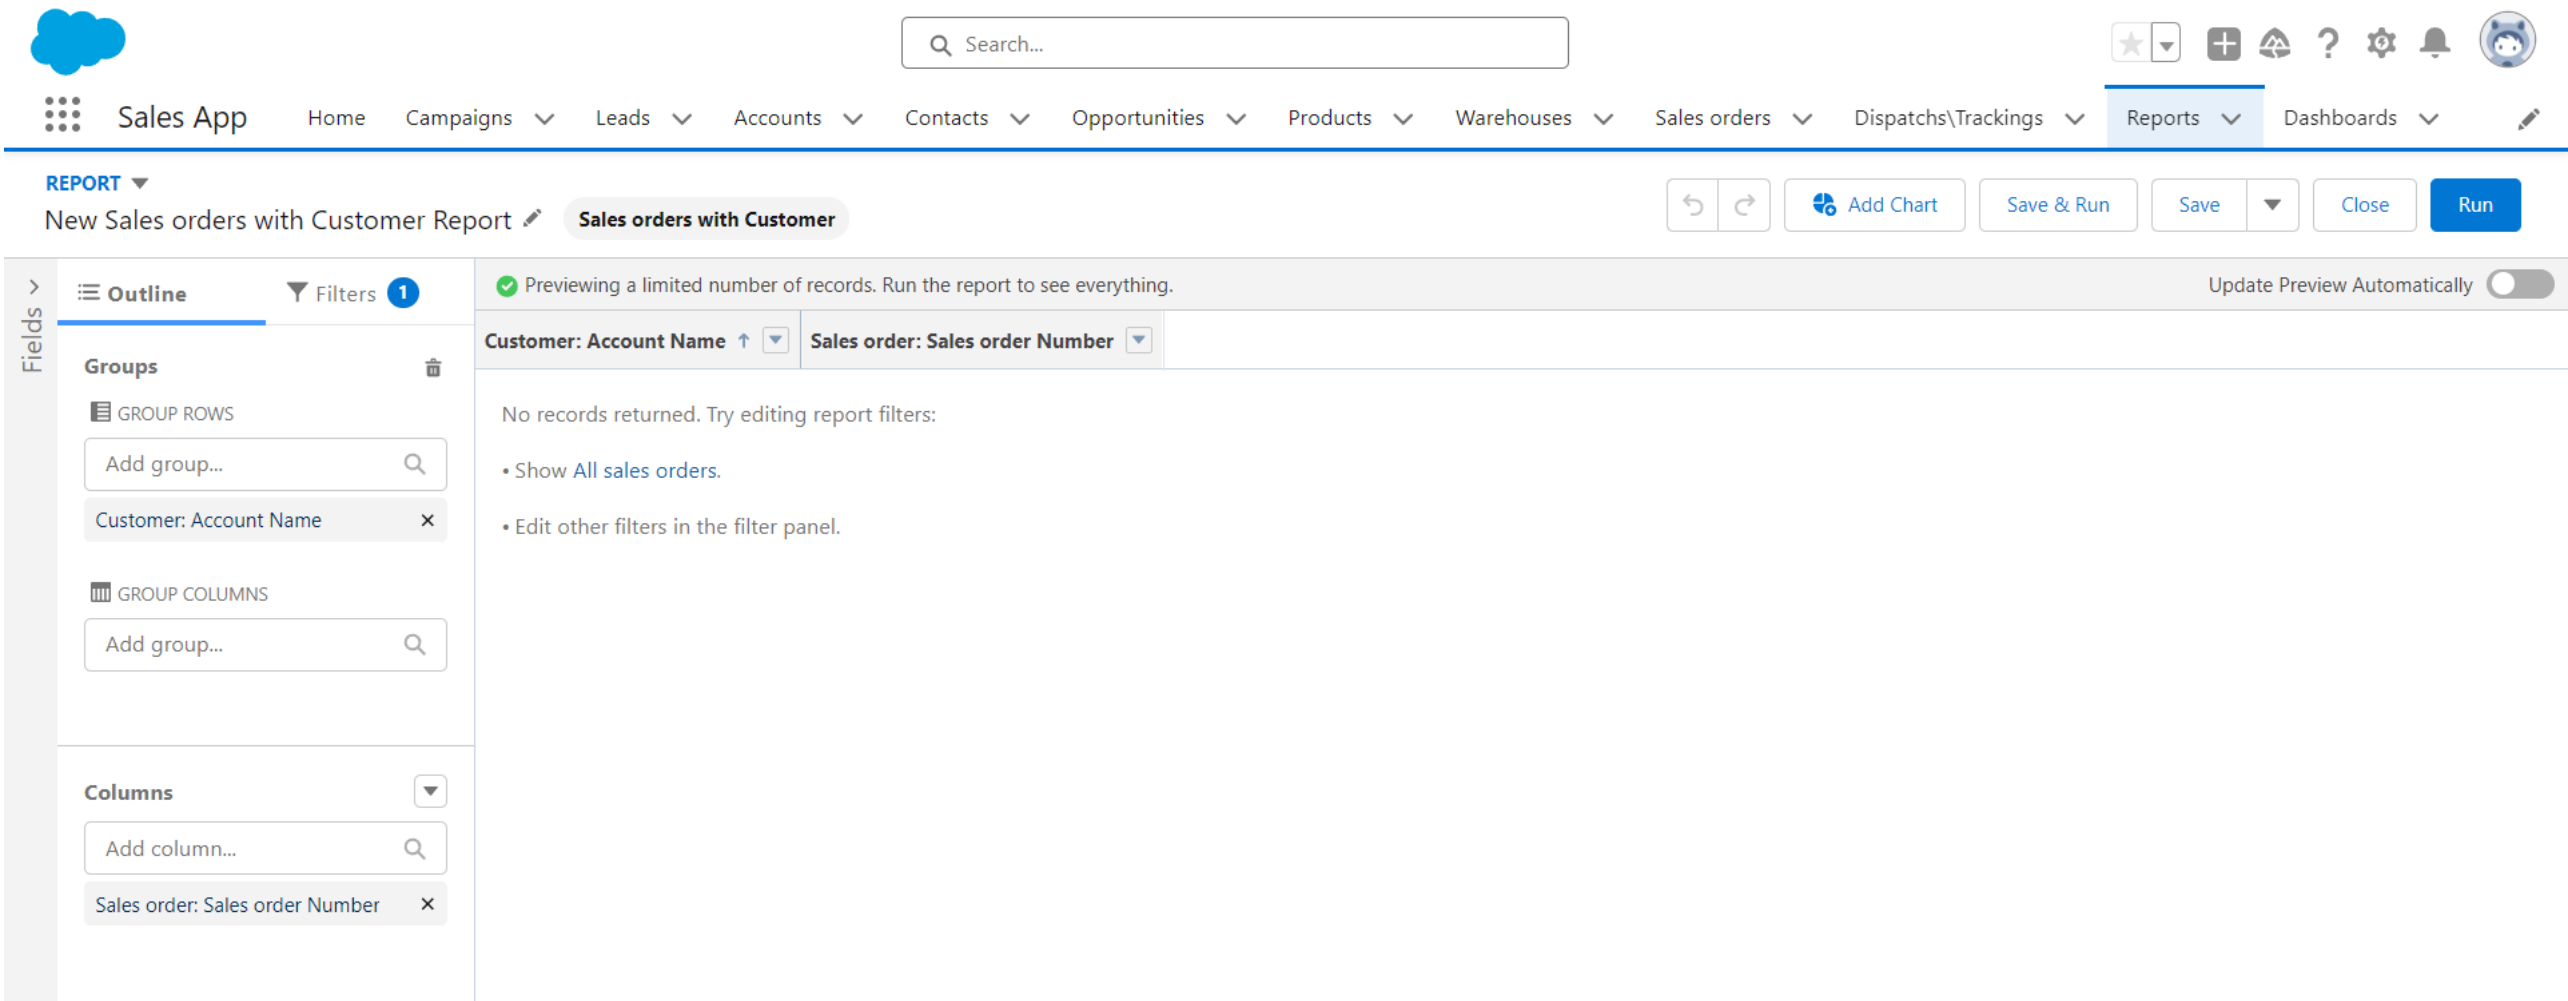 Search...
Sales App
Home
Campaigns
Leads
Accounts
Contacts
Opportunities
Products
Warehouses
Sales orders
Dispatchs\Trackings
Reports
Dashboards
REPORT
New Sales orders with Customer Report
Sales orders with Customer
Add Chart
Save & Run
Save
Close
Run
Fields
Outline
Filters 1
Previewing a limited number of records. Run the report to see everything.
Update Preview Automatically
Groups
GROUP ROWS
Add group...
Customer: Account Name
GROUP COLUMNS
Add group...
Columns
Add column...
Sales order: Sales order Number
Customer: Account Name
Sales order: Sales order Number
No records returned. Try editing report filters:
• Show All sales orders.
• Edit other filters in the filter panel.